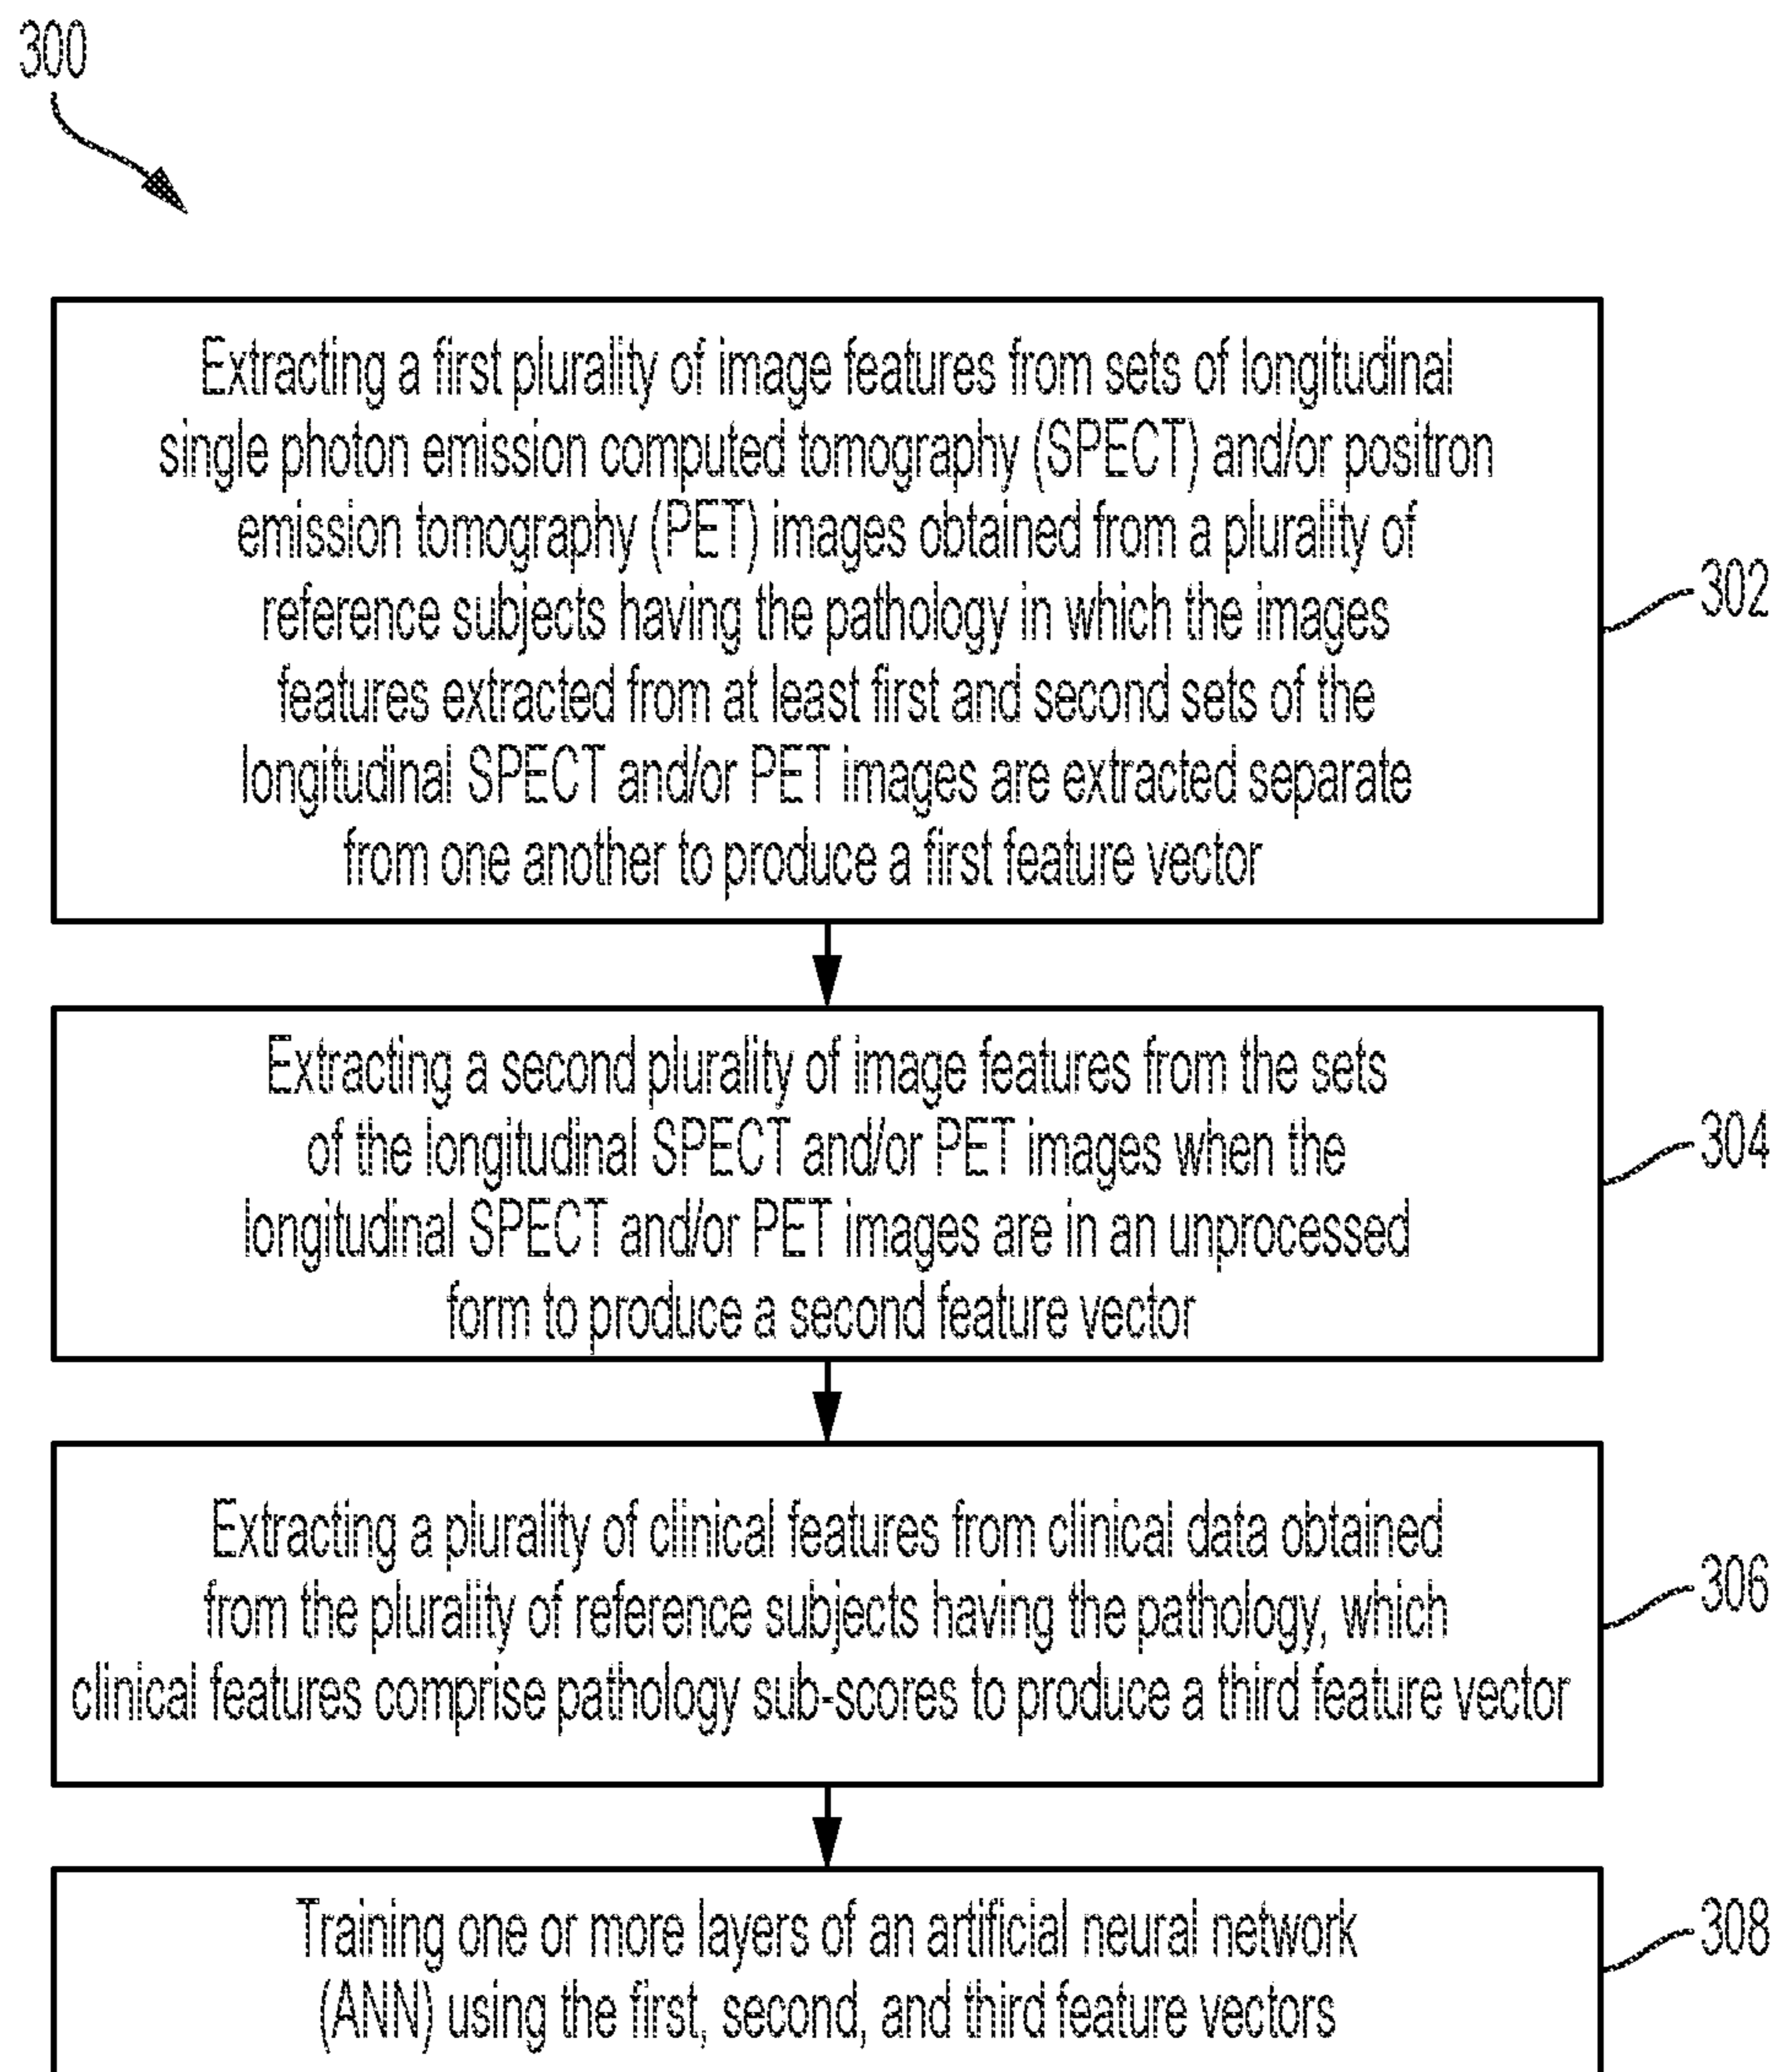 300
Extracting a first plurality of image features from sets of longitudinal
single photon emission computed tomography (SPECT) and/or positron
emission tomography (PET) images obtained from a plurality of
reference subjects having the pathology in which the images
features extracted from at least first and second sets of the
longitudinal SPECT and/or PET images are extracted separate
from one another to produce a first feature vector
302
Extracting a second plurality of image features from the sets
of the longitudinal SPECT and/or PET images when the
longitudinal SPECT and/or PET images are in an unprocessed
form to produce a second feature vector
304
Extracting a plurality of clinical features from clinical data obtained
from the plurality of reference subjects having the pathology, which
clinical features comprise pathology sub-scores to produce a third feature vector
306
Training one or more layers of an artificial neural network
(ANN) using the first, second, and third feature vectors
308